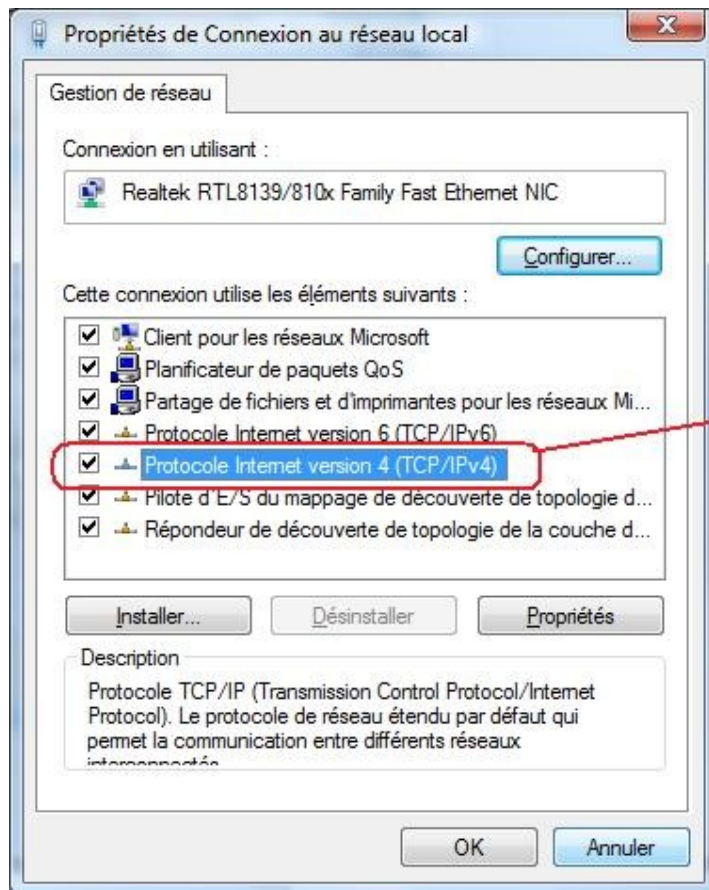 Propriétés de Connexion au réseau local
Gestion de réseau
Connexion en utilisant :
Realtek RTL8139/810x Family Fast Ethernet NIC
Configurer...
Cette connexion utilise les éléments suivants :
Client pour les réseaux Microsoft
Planificateur de paquets QoS
Partage de fichiers et d'imprimantes pour les réseaux Mi...
Protocole Internet version 6 (TCP/IPv6)
Protocole Internet version 4 (TCP/IPv4)
Pilote d'E/S du mappage de découverte de topologie d...
Répondeur de découverte de topologie de la couche d...
Installer...
Désinstaller
Propriétés
Description
Protocole TCP/IP (Transmission Control Protocol/Internet
Protocol). Le protocole de réseau étendu par défaut qui
permet la communication entre différents réseaux
interconnectés
OK
Annuler